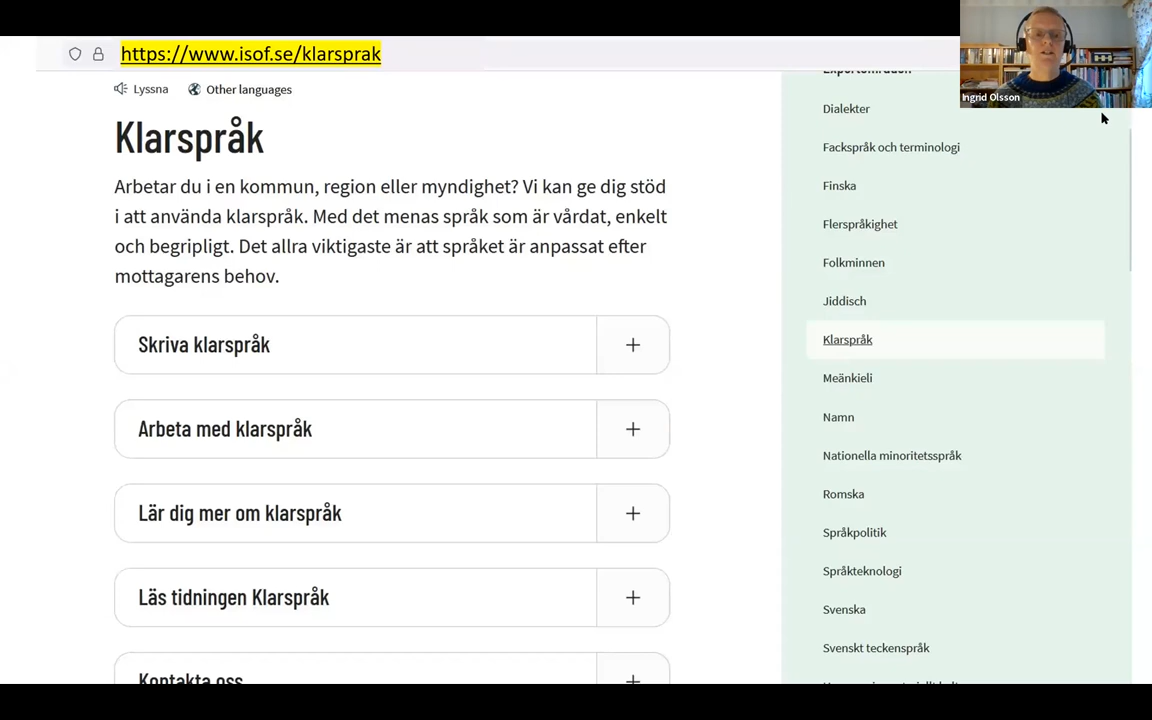 https://www.isof.se/klarsprak
Lyssna
Other languages
Klarspråk
Arbetar du i en kommun, region eller myndighet? Vi kan ge dig stöd
i att använda klarspråk. Med det menas språk som är vårdat, enkelt
och begripligt. Det allra viktigaste är att språket är anpassat efter
mottagarens behov.
Skriva klarspråk
Arbeta med klarspråk
Lär dig mer om klarspråk
Läs tidningen Klarspråk
Kontakta oss
Expertområden
Dialekter
Fackspråk och terminologi
Finska
Flerspråkighet
Folkminnen
Jiddisch
Klarspråk
Meänkieli
Namn
Nationella minoritetsspråk
Romska
Språkpolitik
Språkteknologi
Svenska
Svenskt teckenspråk
Ingrid Olsson